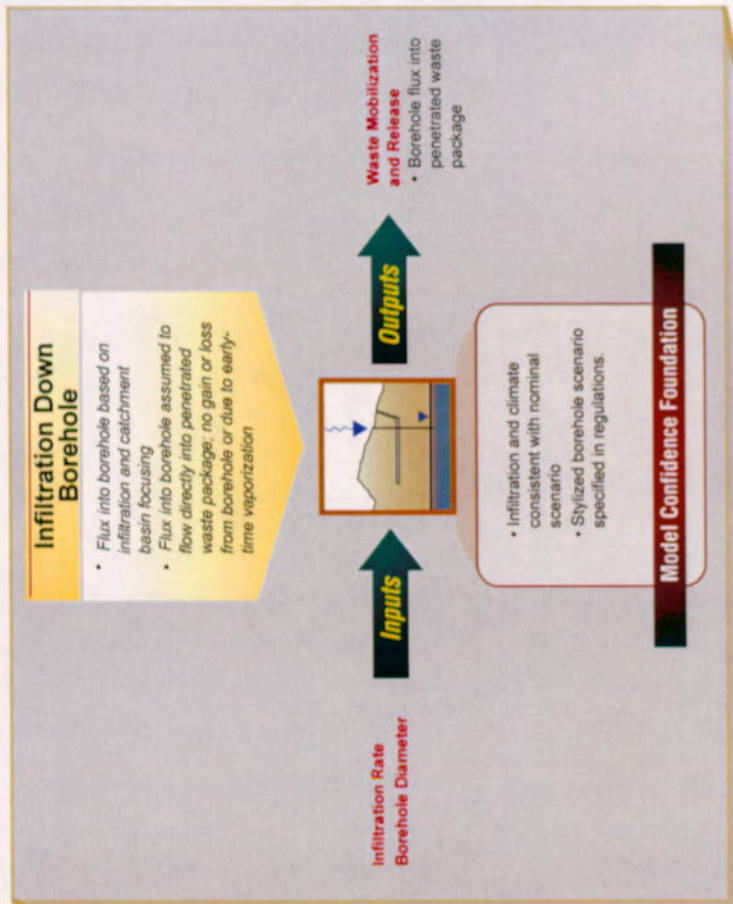 Infiltration Down
Borehole
• Flux into borehole based on
infiltration and catchment
basin focusing
• Flux into borehole assumed to
flow directly into penetrated
waste package; no gain or loss
from borehole or due to early-
time vaporization
Infiltration Rate
Borehole Diameter
Inputs
Outputs
Waste Mobilization
and Release
• Borehole flux into
penetrated waste
package
• Infiltration and climate
consistent with nominal
scenario
• Stylized borehole scenario
specified in regulations.
Model Confidence Foundation